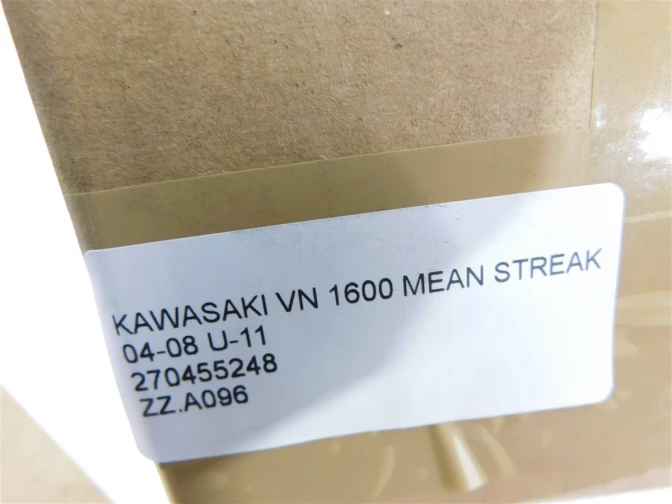 KAWASAKI VN 1600 MEAN STREAK
04-08 U-11
270455248
ZZ.A096